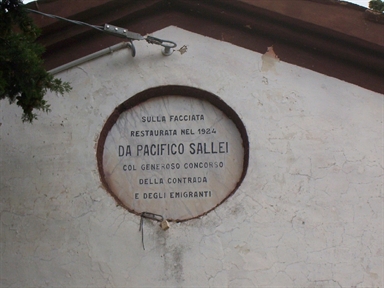 SULLA FACCIATA
RESTAURATA NEL 1924
DA PACIFICO SALLEI
COL GENEROSO CONCORSO
DELLA CONTRADA
E DEGLI EMIGRANTI